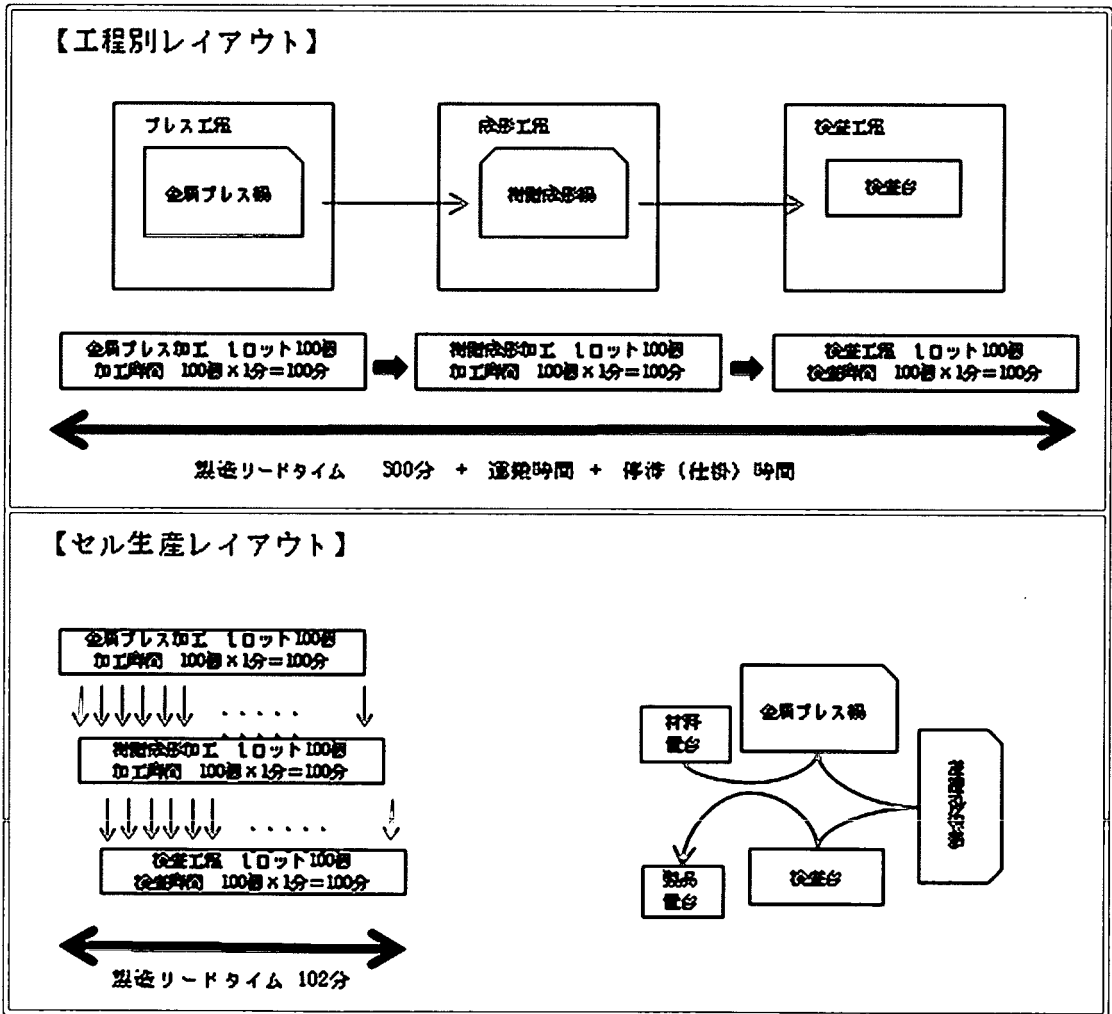 【工程別レイアウト】
プレス工程
成形工程
検査工程
金属プレス機
樹脂成形機
検査台
金属プレス加工 1ロット100個
加工時間 100個×1分=100分
樹脂成形加工 1ロット100個
加工時間 100個×1分=100分
検査工程 1ロット100個
検査時間 100個×1分=100分
製造リードタイム 300分 + 運搬時間 + 停滞(仕掛)時間
【セル生産レイアウト】
金属プレス加工 1ロット100個
加工時間 100個×1分=100分
樹脂成形加工 1ロット100個
加工時間 100個×1分=100分
検査工程 1ロット100個
検査時間 100個×1分=100分
製造リードタイム 102分
材料
置台
金属プレス機
樹脂成形機
検査台
製品
置台